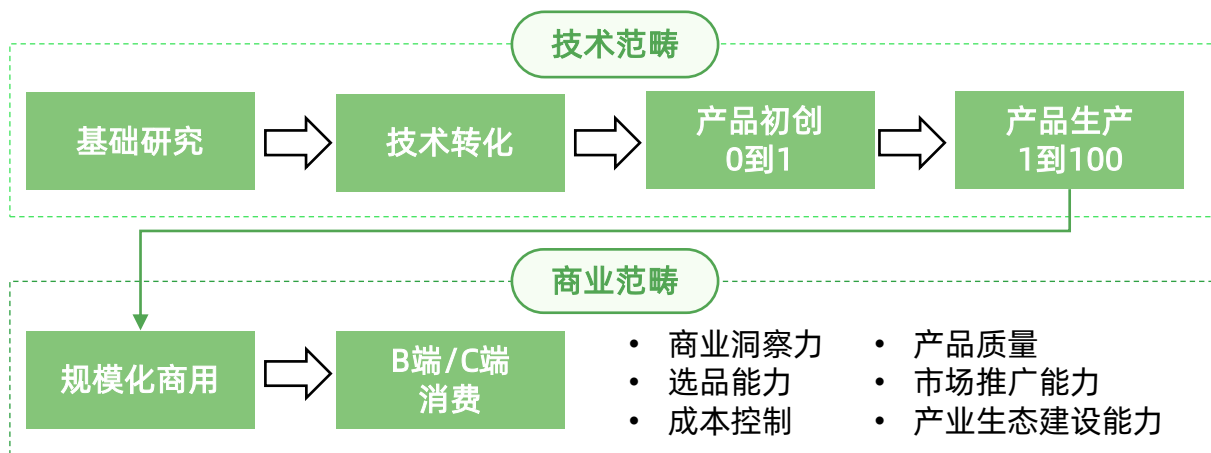 技术范畴
基础研究
技术转化
产品初创
0到1
产品生产
1到100
商业范畴
规模化商用
B端/C端
消费
• 商业洞察力
• 选品能力
• 成本控制
• 产品质量
• 市场推广能力
• 产业生态建设能力